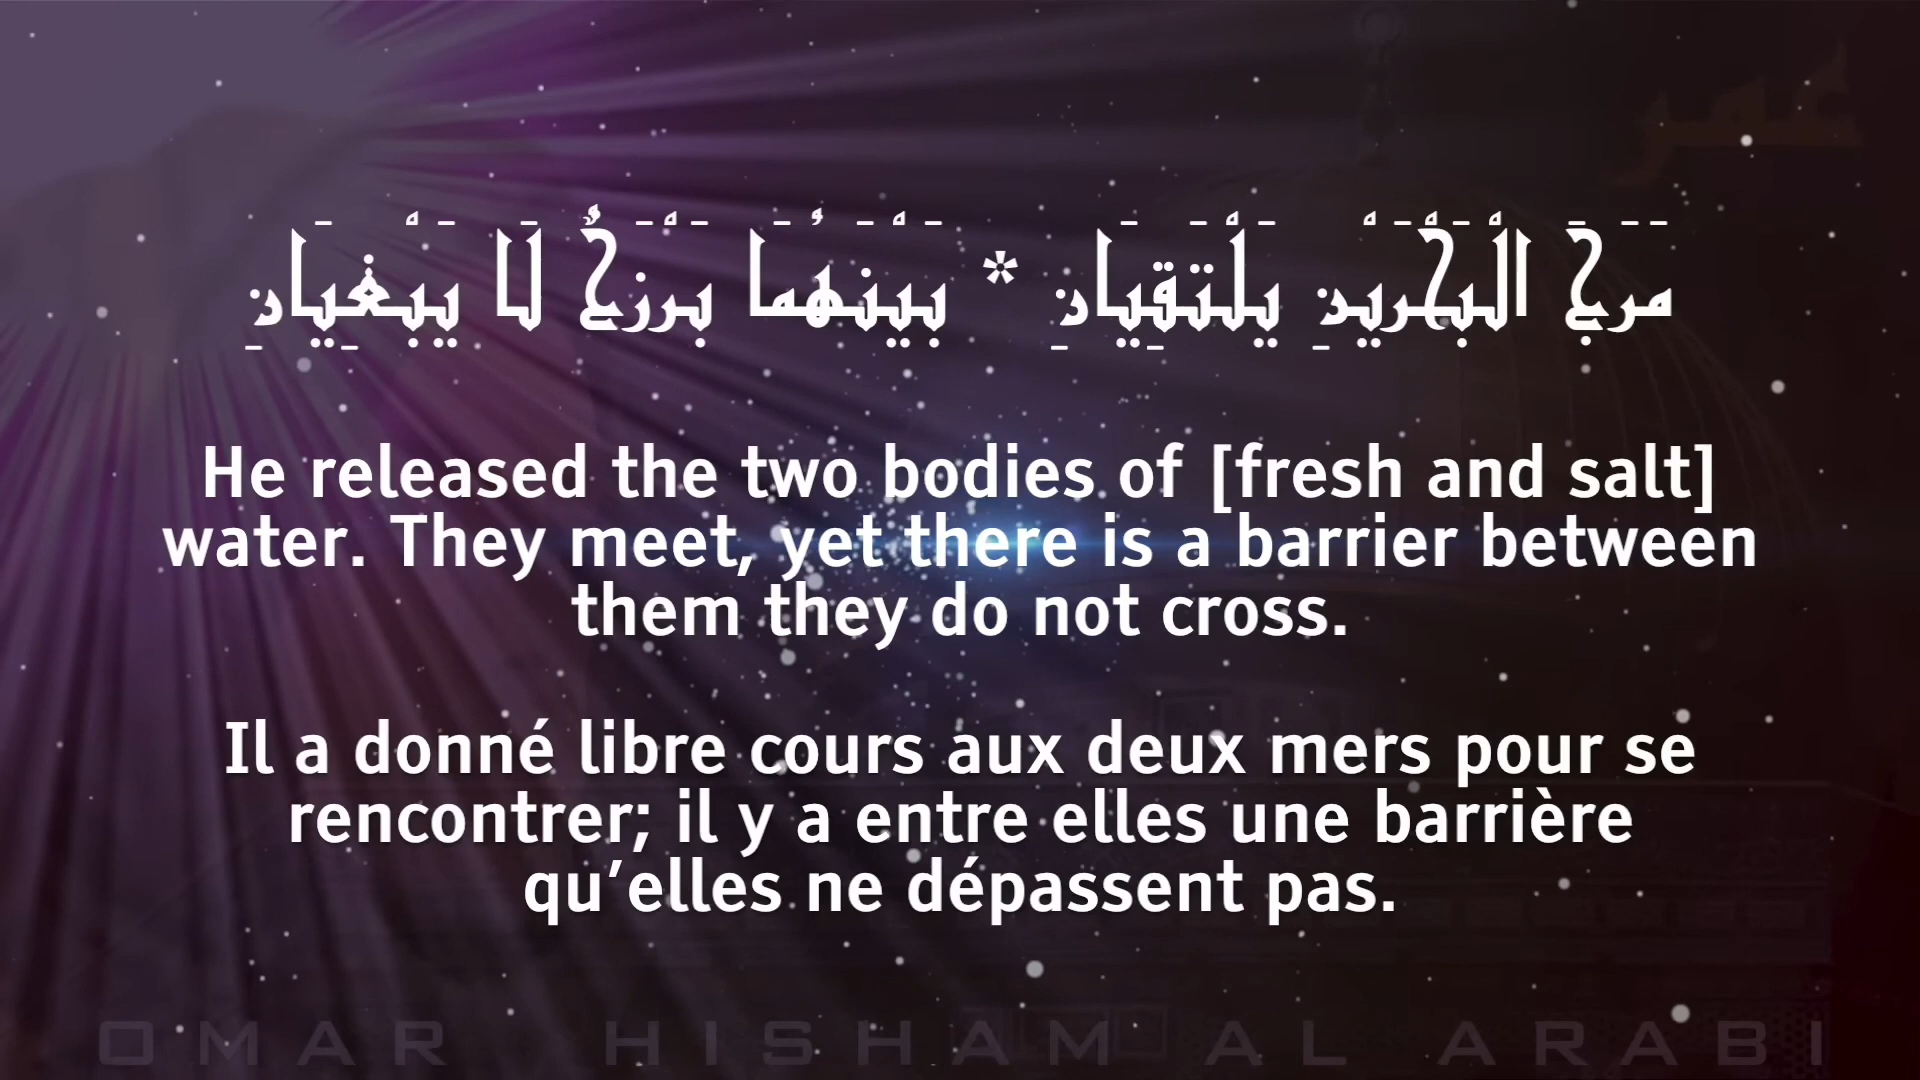 مَرَجَ الْبَحْرَيْنِ يَلْتَقِيَانِ * بَيْنَهُمَا بَرْزَخٌ لَا يَبْغِيَانِ
He released the two bodies of [fresh and salt]
water. They meet, yet there is a barrier between
them they do not cross.
Il a donné libre cours aux deux mers pour se
rencontrer; il y a entre elles une barrière
qu’elles ne dépassent pas.
OMAR HISHAM AL ARABI